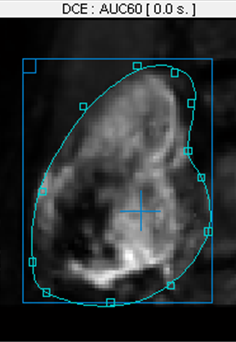 DCE : AUC60 [ 0.0 s. ]